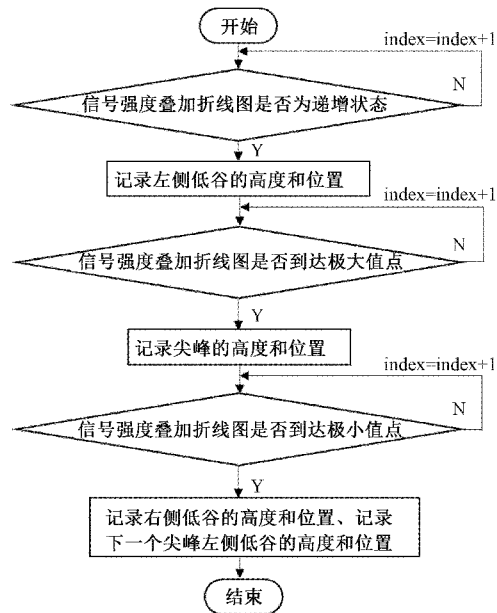 开始
index=index+1
信号强度叠加折线图是否为递增状态
N
Y
记录左侧低谷的高度和位置
index=index+1
信号强度叠加折线图是否到达极大值点
N
Y
记录尖峰的高度和位置
index=index+1
信号强度叠加折线图是否到达极小值点
N
Y
记录右侧低谷的高度和位置、记录
下一个尖峰左侧低谷的高度和位置
结束